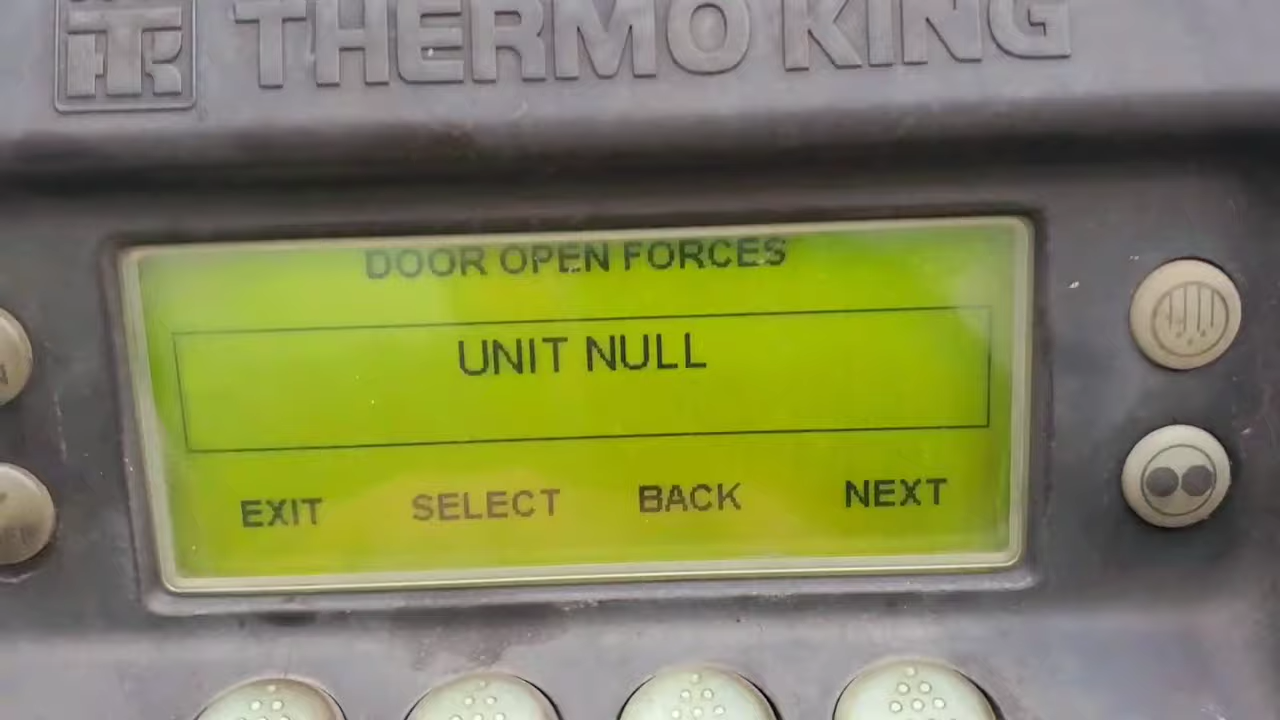 THERMO KING
DOOR OPEN FORCES
UNIT NULL
EXIT SELECT BACK NEXT